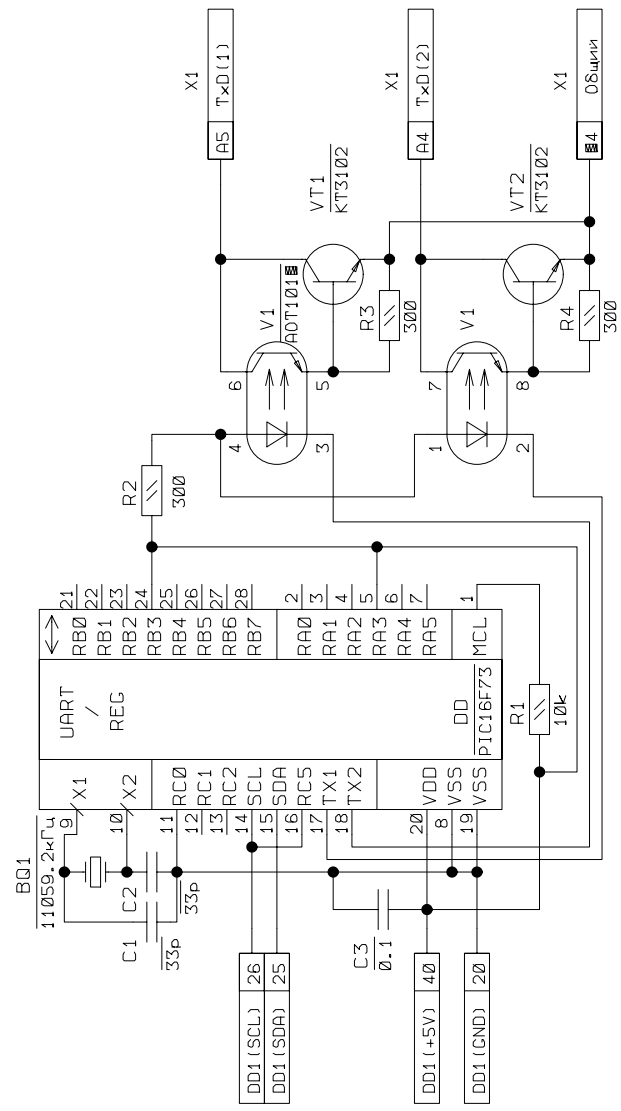 BQ1
11059.2кГц
C1
33p
C2
33p
C3
0.1
DD1(SCL) 26
DD1(SDA) 25
DD1(+5V) 40
DD1(GND) 20
9 X1
10 X2
11 RC0
12 RC1
13 RC2
14 SCL
15 SDA
16 RC5
17 TX1
18 TX2
20 VDD
8 VSS
19 VSS
UART
/
REG
DD
PIC16F73
RB0 21
RB1 22
RB2 23
RB3 24
RB4 25
RB5 26
RB6 27
RB7 28
RA0 2
RA1 3
RA2 4
RA3 5
RA4 6
RA5 7
MCL 1
R1
10k
R2
300
V1
АОТ101
4
3
6
5
V1
1
2
7
8
R3
300
R4
300
VT1
КТ3102
VT2
КТ3102
X1
A5 TxD(1)
X1
A4 TxD(2)
X1
4 Общий